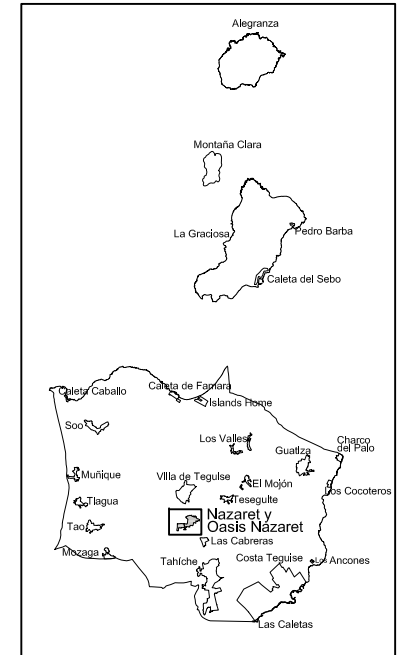 Alegranza
Montaña Clara
La Graciosa
Pedro Barba
Caleta del Sebo
Caleta Caballo
Caleta de Famara
Islands Home
Soo
Los Valles
Guatiza
Charco
del Palo
Muñique
Villa de Teguise
El Mojón
Los Cocoteros
Tiagua
Teseguite
Nazaret y
Oasis Nazaret
Tao
Las Cabreras
Mozaga
Tahíche
Costa Teguise
Los Ancones
Las Caletas